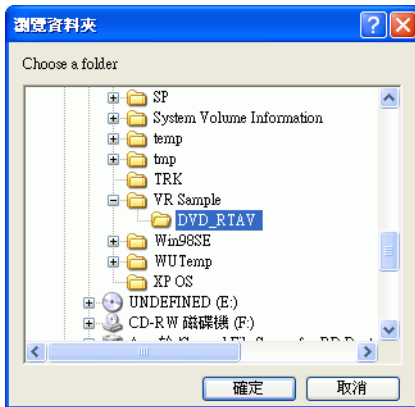 瀏覽資料夾
Choose a folder
SP
System Volume Information
temp
tmp
TRK
VR Sample
DVD_RTAV
Win98SE
WUTemp
XP OS
UNDEFINED (E:)
CD-RW 磁碟機 (F:)
確定
取消